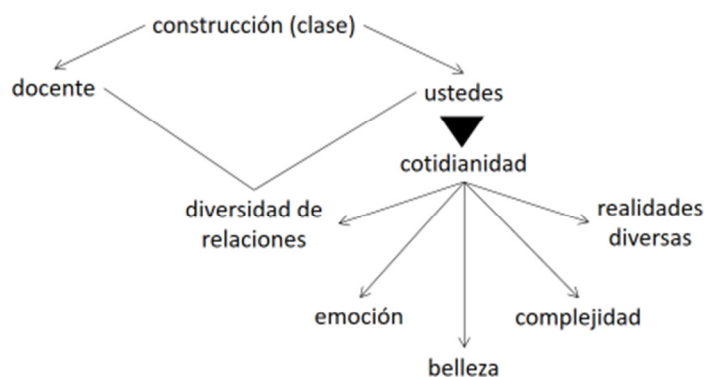 construcción (clase)
docente
ustedes
cotidianidad
diversidad de
relaciones
realidades
diversas
emoción
complejidad
belleza